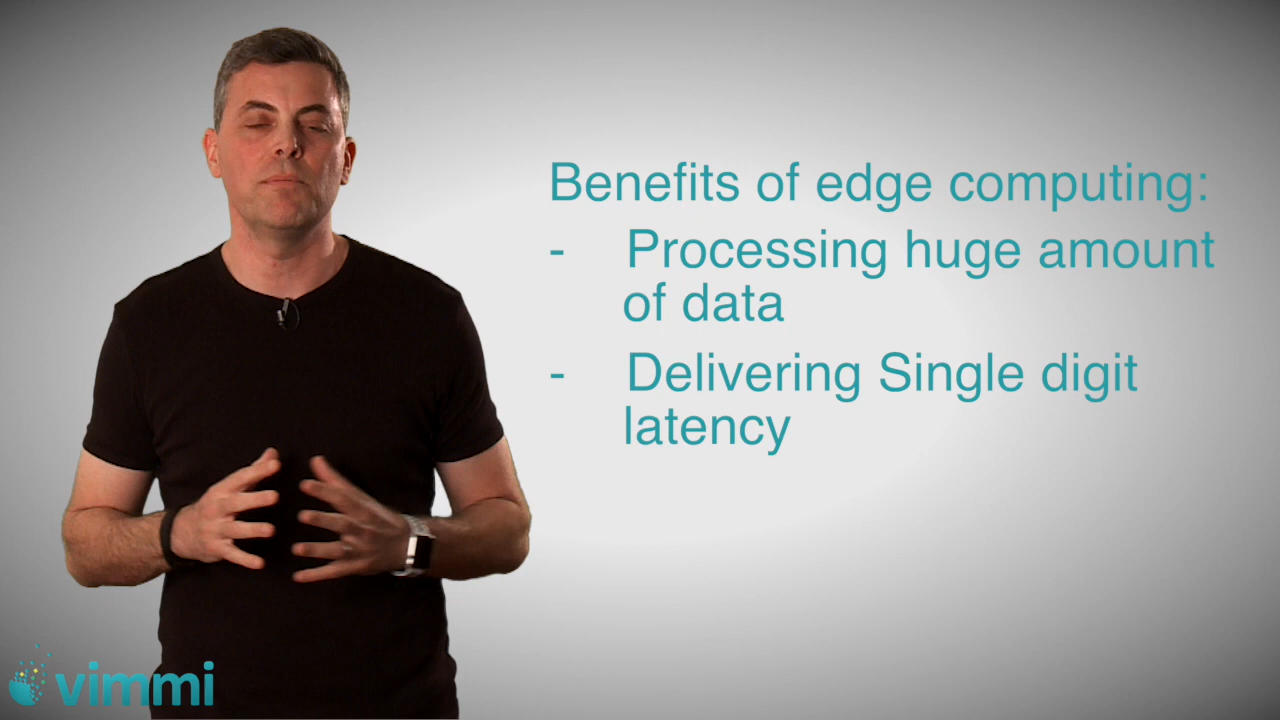 Benefits of edge computing:
- Processing huge amount
of data
- Delivering Single digit
latency
vimmi